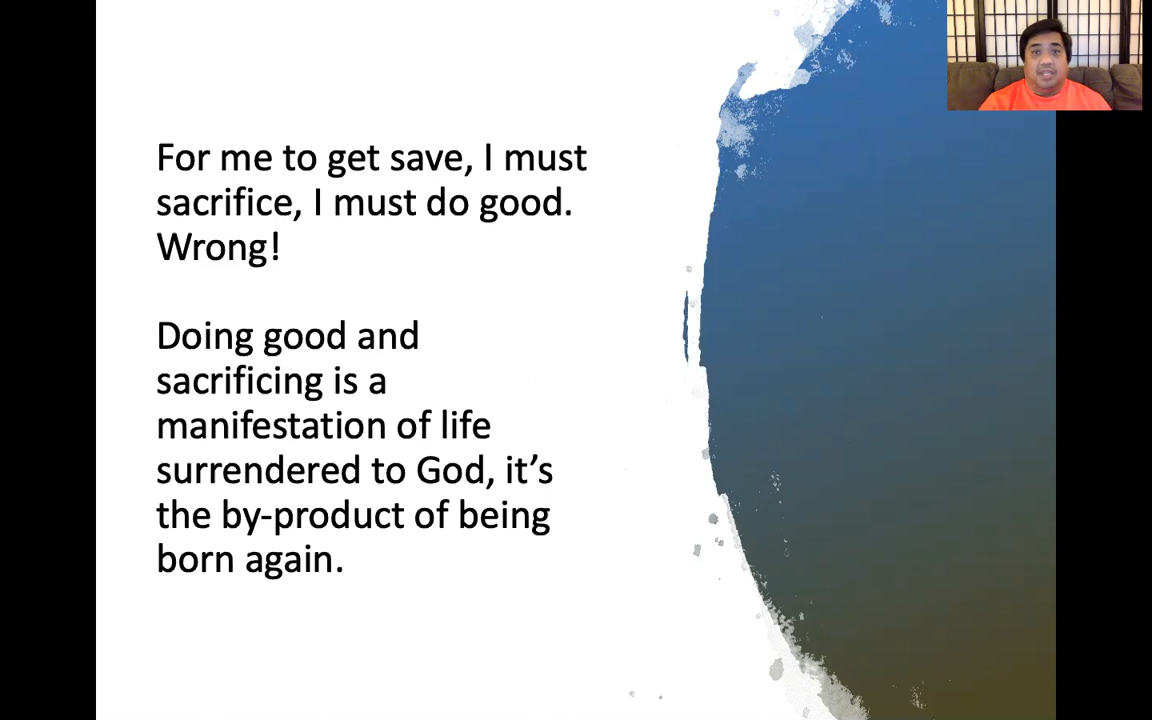 For me to get save, I must
sacrifice, I must do good.
Wrong!
Doing good and
sacrificing is a
manifestation of life
surrendered to God, it’s
the by-product of being
born again.